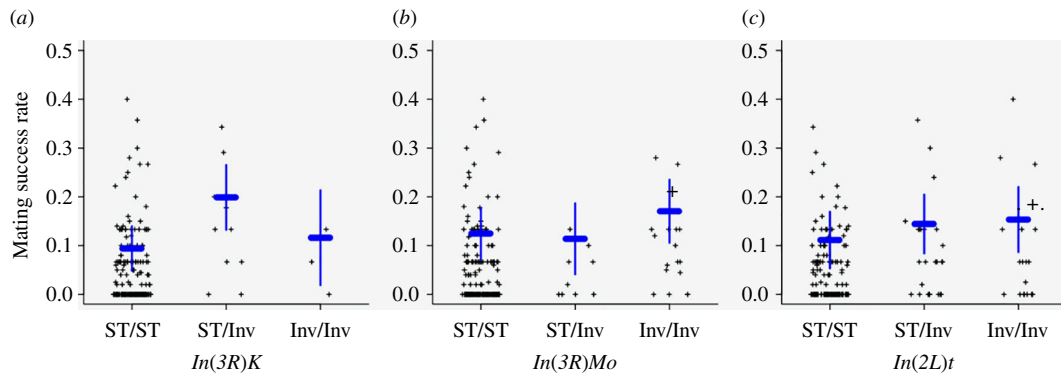 (a) (b) (c)
Mating success rate
0.5 0.5 0.5
0.4 0.4 0.4
0.3 0.3 0.3
0.2 0.2 0.2
0.1 0.1 0.1
0.0 0.0 0.0
ST/ST ST/Inv Inv/Inv ST/ST ST/Inv Inv/Inv ST/ST ST/Inv Inv/Inv
In(3R)K In(3R)Mo In(2L)t